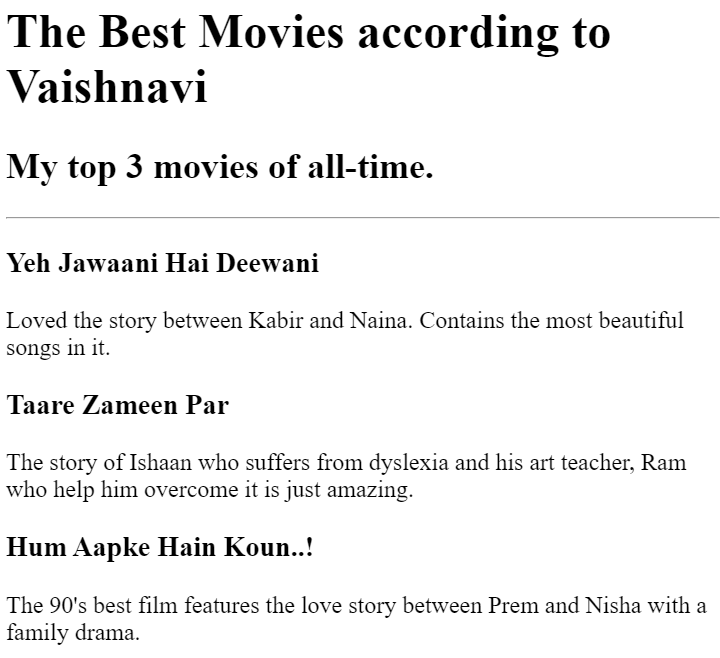 The Best Movies according to
Vaishnavi
My top 3 movies of all-time.
Yeh Jawaani Hai Deewani
Loved the story between Kabir and Naina. Contains the most beautiful
songs in it.
Taare Zameen Par
The story of Ishaan who suffers from dyslexia and his art teacher, Ram
who help him overcome it is just amazing.
Hum Aapke Hain Koun..!
The 90's best film features the love story between Prem and Nisha with a
family drama.